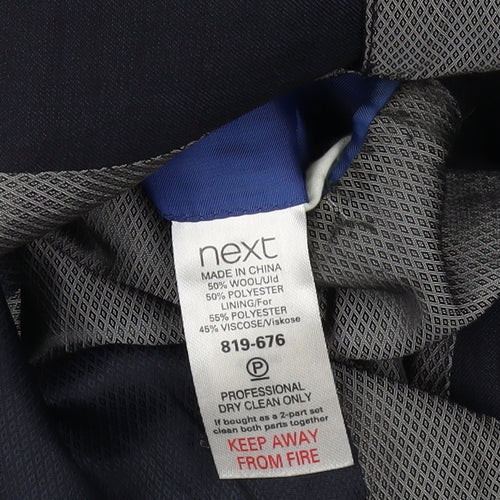 next
MADE IN CHINA
50% WOOL/Uld
50% POLYESTER
LINING/For
55% POLYESTER
45% VISCOSE/Viskose
819-676
P
PROFESSIONAL
DRY CLEAN ONLY
If bought as a 2-part set
clean both parts together
KEEP AWAY
FROM FIRE